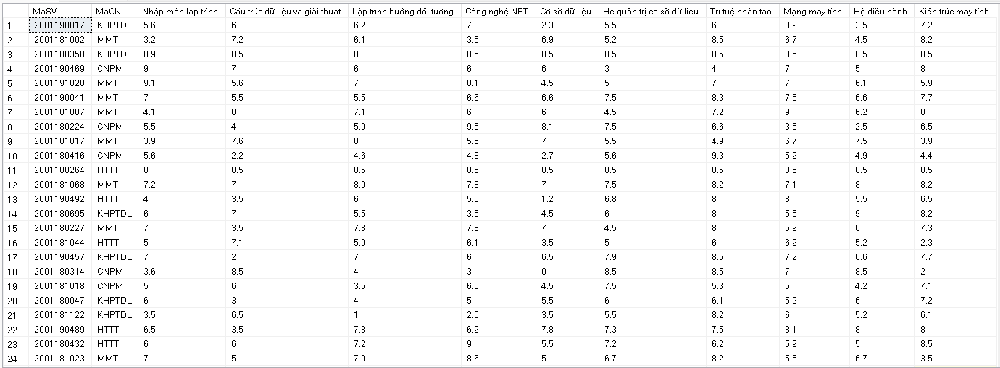 MaSV MaCN Nhập môn lập trình Cấu trúc dữ liệu và giải thuật Lập trình hướng đối tượng Công nghệ NET Cơ sở dữ liệu Hệ quản trị cơ sở dữ liệu Trí tuệ nhân tạo Mạng máy tính Hệ điều hành Kiến trúc máy tính
1 2001190017 KHPTDL 5.6 6 6.2 7 2.3 5.5 6 8.9 3.5 7.2
2 2001181002 MMT 3.2 7.2 6.1 3.5 6.9 5.2 8.5 6.7 4.5 8.2
3 2001180358 KHPTDL 0.9 8.5 0 8.5 8.5 8.5 8.5 8.5 8.5 8.5
4 2001190469 CNPM 9 7 6 6 6 3 4 7 5 8
5 2001191020 MMT 9.1 5.6 7 8.1 4.5 5 7 7 6.1 5.9
6 2001190041 MMT 7 5.5 5.5 6.6 6.6 7.5 8.3 7.5 6.6 7.7
7 2001181087 MMT 4.1 8 7.1 6 6 4.5 7.2 9 6.2 8
8 2001180224 CNPM 5.5 4 5.9 9.5 8.1 7.5 6.6 3.5 2.5 6.5
9 2001181017 MMT 3.9 7.6 8 5.5 7 5.5 4.9 6.7 7.5 3.9
10 2001180416 CNPM 5.6 2.2 4.6 4.8 2.7 5.6 9.3 5.2 4.9 4.4
11 2001180264 HTTT 0 8.5 8.5 8.5 8.5 8.5 8.5 8.5 8.5 8.5
12 2001181068 MMT 7.2 7 8.9 7.8 7 7.5 8.2 7.1 8 8.2
13 2001190492 HTTT 4 3.5 6 5.5 1.2 6.8 8 8 5.5 6.5
14 2001180695 KHPTDL 6 7 5.5 3.5 4.5 6 8 5.5 9 8.2
15 2001180227 MMT 7 3.5 7.8 7.8 7 4.5 8 5.9 6 7.3
16 2001181044 HTTT 5 7.1 5.9 6.1 3.5 5 6 6.2 5.2 2.3
17 2001190457 KHPTDL 7 2 7 6 6.5 7.9 8.5 7.2 6.6 7.7
18 2001180314 CNPM 3.6 8.5 4 3 0 8.5 8.5 7 8.5 2
19 2001181018 CNPM 5 6 3.5 6.5 4.5 7.5 5.3 5 4.2 7.1
20 2001180047 KHPTDL 6 3 4 5 5.5 6 6.1 5.9 6 7.2
21 2001181122 KHPTDL 3.5 6.5 1 2.5 3.5 5.5 8.2 6 5.2 6.1
22 2001190489 HTTT 6.5 3.5 7.8 6.2 7.8 7.3 7.5 8.1 8 8
23 2001180432 HTTT 6 6 7.2 9 5.5 7.2 6.2 5.9 5 8.5
24 2001181023 MMT 7 5 7.9 8.6 5 6.7 8.2 5.5 6.7 3.5